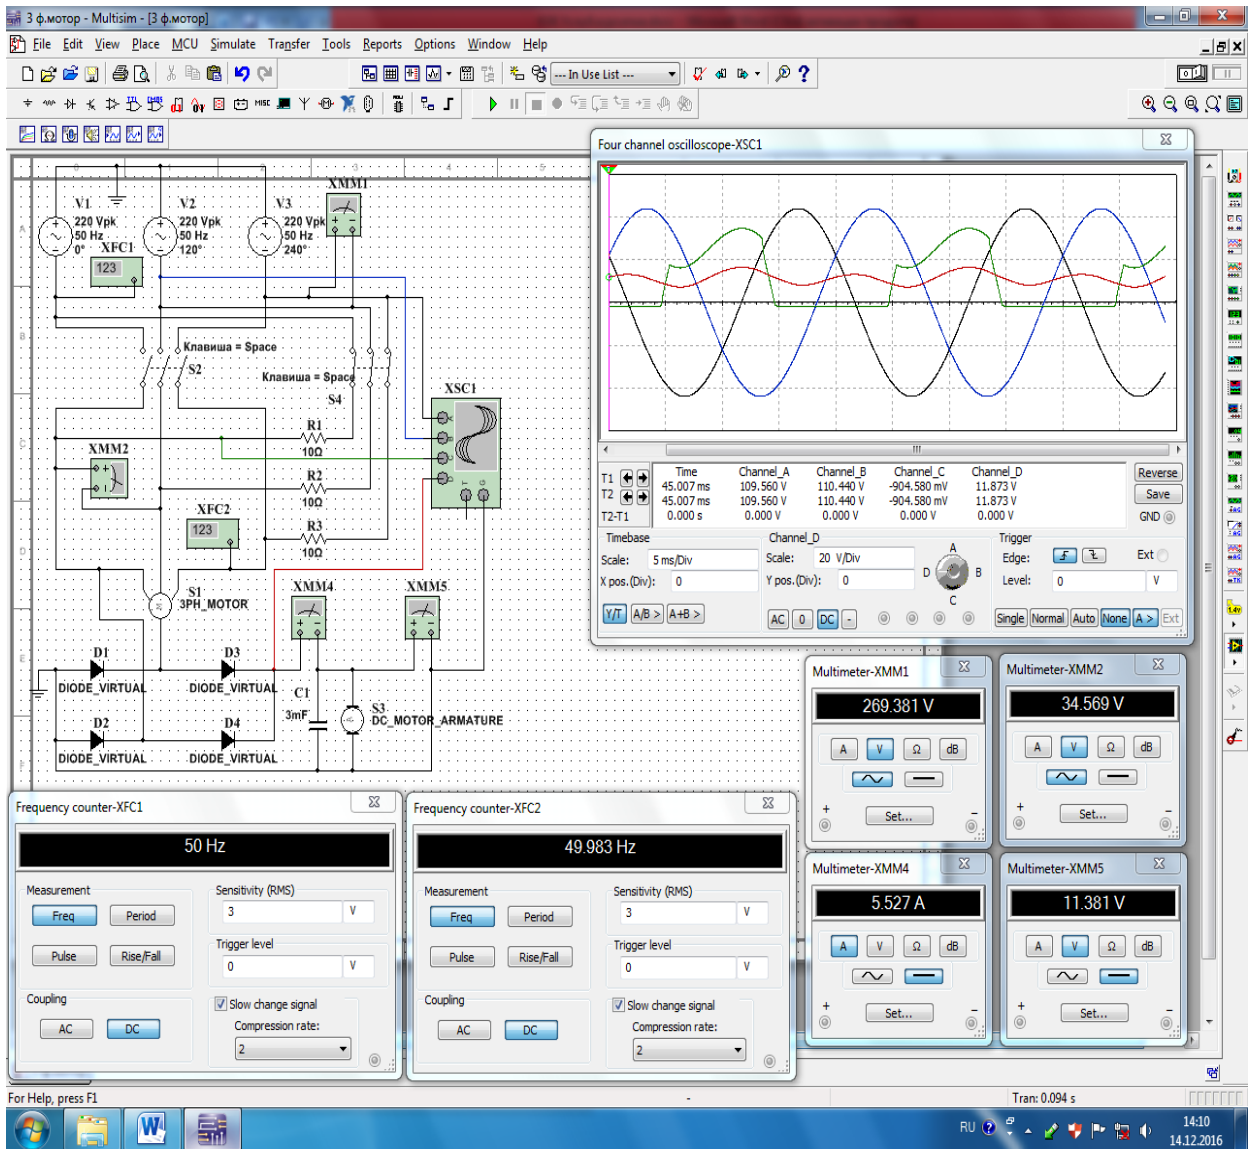 3 ф.мотор - Multisim - [3 ф.мотор]
File Edit View Place MCU Simulate Transfer Tools Reports Options Window Help
--- In Use List ---
MISC
Four channel oscilloscope-XSC1
0 1 2 3 4 5
XMM1
V1 V2 V3
220 Vpk 220 Vpk 220 Vpk
50 Hz 50 Hz 50 Hz
0° 120° 240°
XFC1
123
A
B
Клавиша = Space
S2
Клавиша = Space
S4
XSC1
R1
10Ω
C
XMM2
R2
10Ω
XFC2
123
R3
10Ω
T G
D
S1
3PH_MOTOR
XMM4 XMM5
E
D1 D3
DIODE_VIRTUAL DIODE_VIRTUAL
C1
3mF
S3
DC_MOTOR_ARMATURE
D2 D4
DIODE_VIRTUAL DIODE_VIRTUAL
F
Time Channel_A Channel_B Channel_C Channel_D
T1 45.007 ms 109.560 V 110.440 V -904.580 mV 11.873 V
T2 45.007 ms 109.560 V 110.440 V -904.580 mV 11.873 V
T2-T1 0.000 s 0.000 V 0.000 V 0.000 V 0.000 V
Reverse
Save
GND
Timebase
Scale: 5 ms/Div
X pos.(Div): 0
Y/T A/B > A+B >
Channel_D
Scale: 20 V/Div
Y pos.(Div): 0
AC 0 DC -
A
D B
C
Trigger
Edge: Ext
Level: 0 V
Single Normal Auto None A > Ext
Multimeter-XMM1
269.381 V
A V Ω dB
+ Set... -
Multimeter-XMM2
34.569 V
A V Ω dB
+ Set... -
Multimeter-XMM4
5.527 A
A V Ω dB
+ Set... -
Multimeter-XMM5
11.381 V
A V Ω dB
+ Set... -
Frequency counter-XFC1
50 Hz
Measurement
Freq Period
Pulse Rise/Fall
Coupling
AC DC
Sensitivity (RMS)
3 V
Trigger level
0 V
Slow change signal
Compression rate:
2
Frequency counter-XFC2
49.983 Hz
Measurement
Freq Period
Pulse Rise/Fall
Coupling
AC DC
Sensitivity (RMS)
3 V
Trigger level
0 V
Slow change signal
Compression rate:
2
For Help, press F1
-
Tran: 0.094 s
RU
14:10
14.12.2016